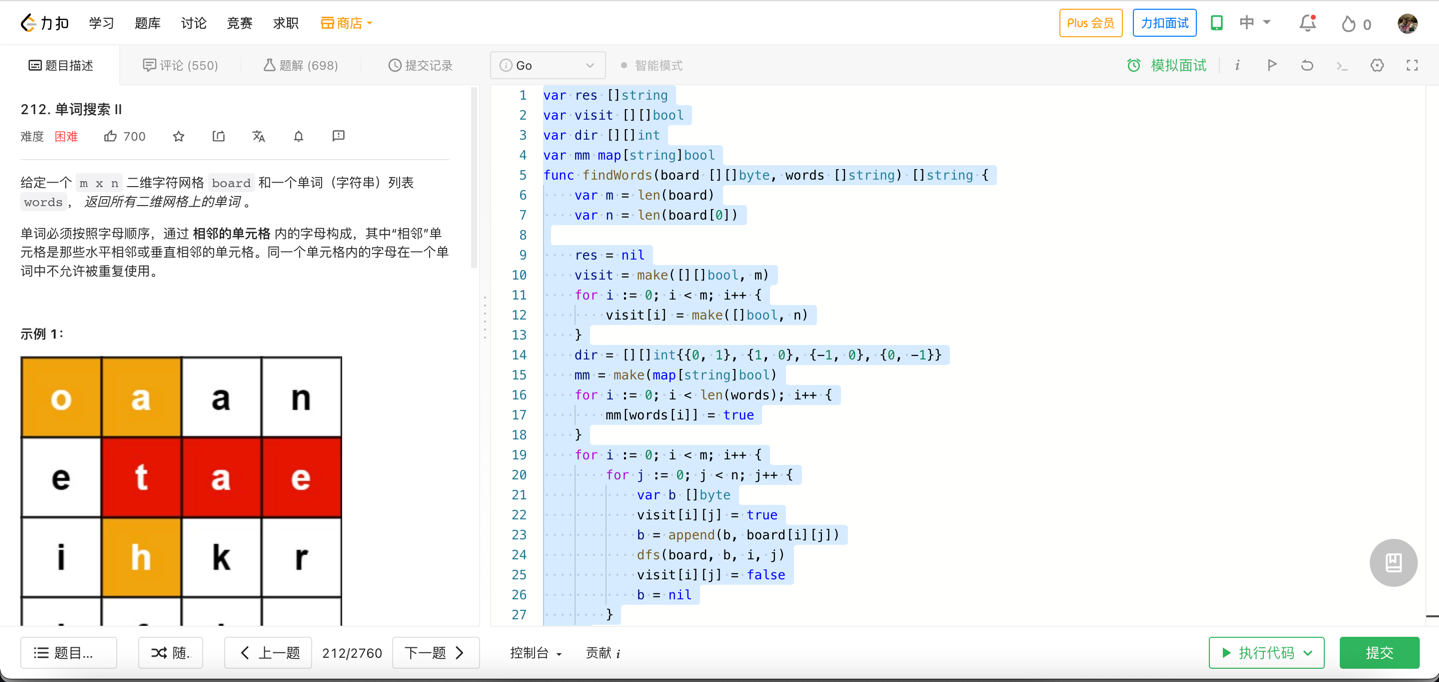 力扣 学习 题库 讨论 竞赛 求职 商店 Plus 会员 力扣面试 中 0
题目描述 评论 (550) 题解 (698) 提交记录 Go 智能模式 模拟面试
212. 单词搜索 II
难度 困难 700
给定一个 m x n 二维字符网格 board 和一个单词（字符串）列表
words， 返回所有二维网格上的单词 。
单词必须按照字母顺序，通过 相邻的单元格 内的字母构成，其中“相邻”单
元格是那些水平相邻或垂直相邻的单元格。同一个单元格内的字母在一个单
词中不允许被重复使用。
示例 1：
o a a n
e t a e
i h k r
1 var res []string
2 var visit [][]bool
3 var dir [][]int
4 var mm map[string]bool
5 func findWords(board [][]byte, words []string) []string {
6 var m = len(board)
7 var n = len(board[0])
8
9 res = nil
10 visit = make([][]bool, m)
11 for i := 0; i < m; i++ {
12 visit[i] = make([]bool, n)
13 }
14 dir = [][]int{{0, 1}, {1, 0}, {-1, 0}, {0, -1}}
15 mm = make(map[string]bool)
16 for i := 0; i < len(words); i++ {
17 mm[words[i]] = true
18 }
19 for i := 0; i < m; i++ {
20 for j := 0; j < n; j++ {
21 var b []byte
22 visit[i][j] = true
23 b = append(b, board[i][j])
24 dfs(board, b, i, j)
25 visit[i][j] = false
26 b = nil
27 }
题目... 随. 上一题 212/2760 下一题 控制台 贡献 i 执行代码 提交